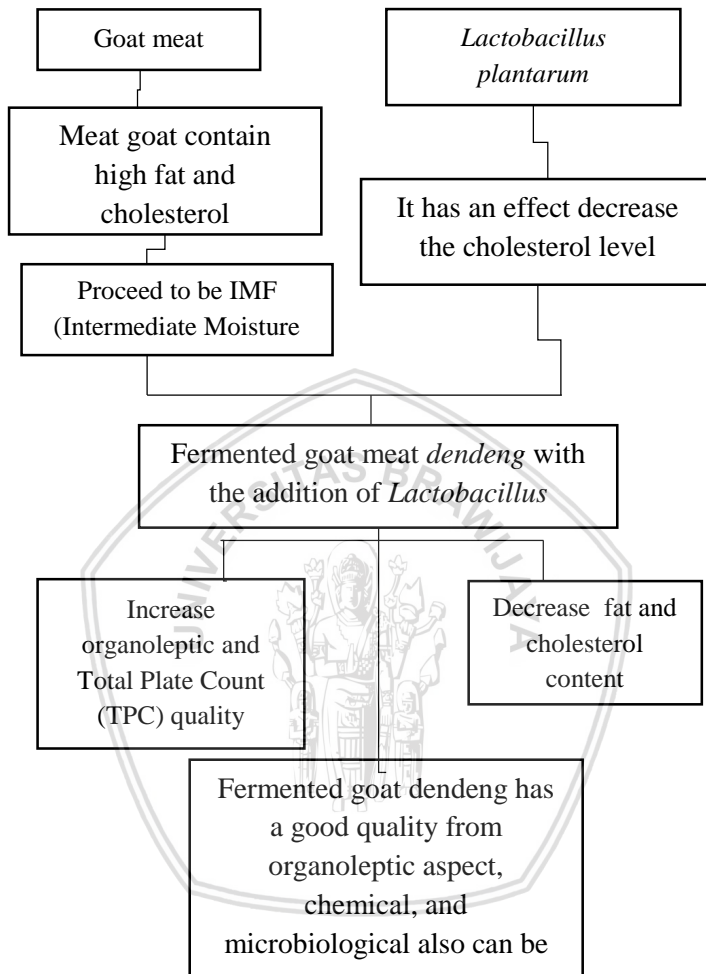 Goat meat
Meat goat contain
high fat and
cholesterol
Proceed to be IMF
(Intermediate Moisture
Lactobacillus
plantarum
It has an effect decrease
the cholesterol level
Fermented goat meat dendeng with
the addition of Lactobacillus
UNIVERSITAS BRAWIJAYA
Increase
organoleptic and
Total Plate Count
(TPC) quality
Decrease fat and
cholesterol
content
Fermented goat dendeng has
a good quality from
organoleptic aspect,
chemical, and
microbiological also can be